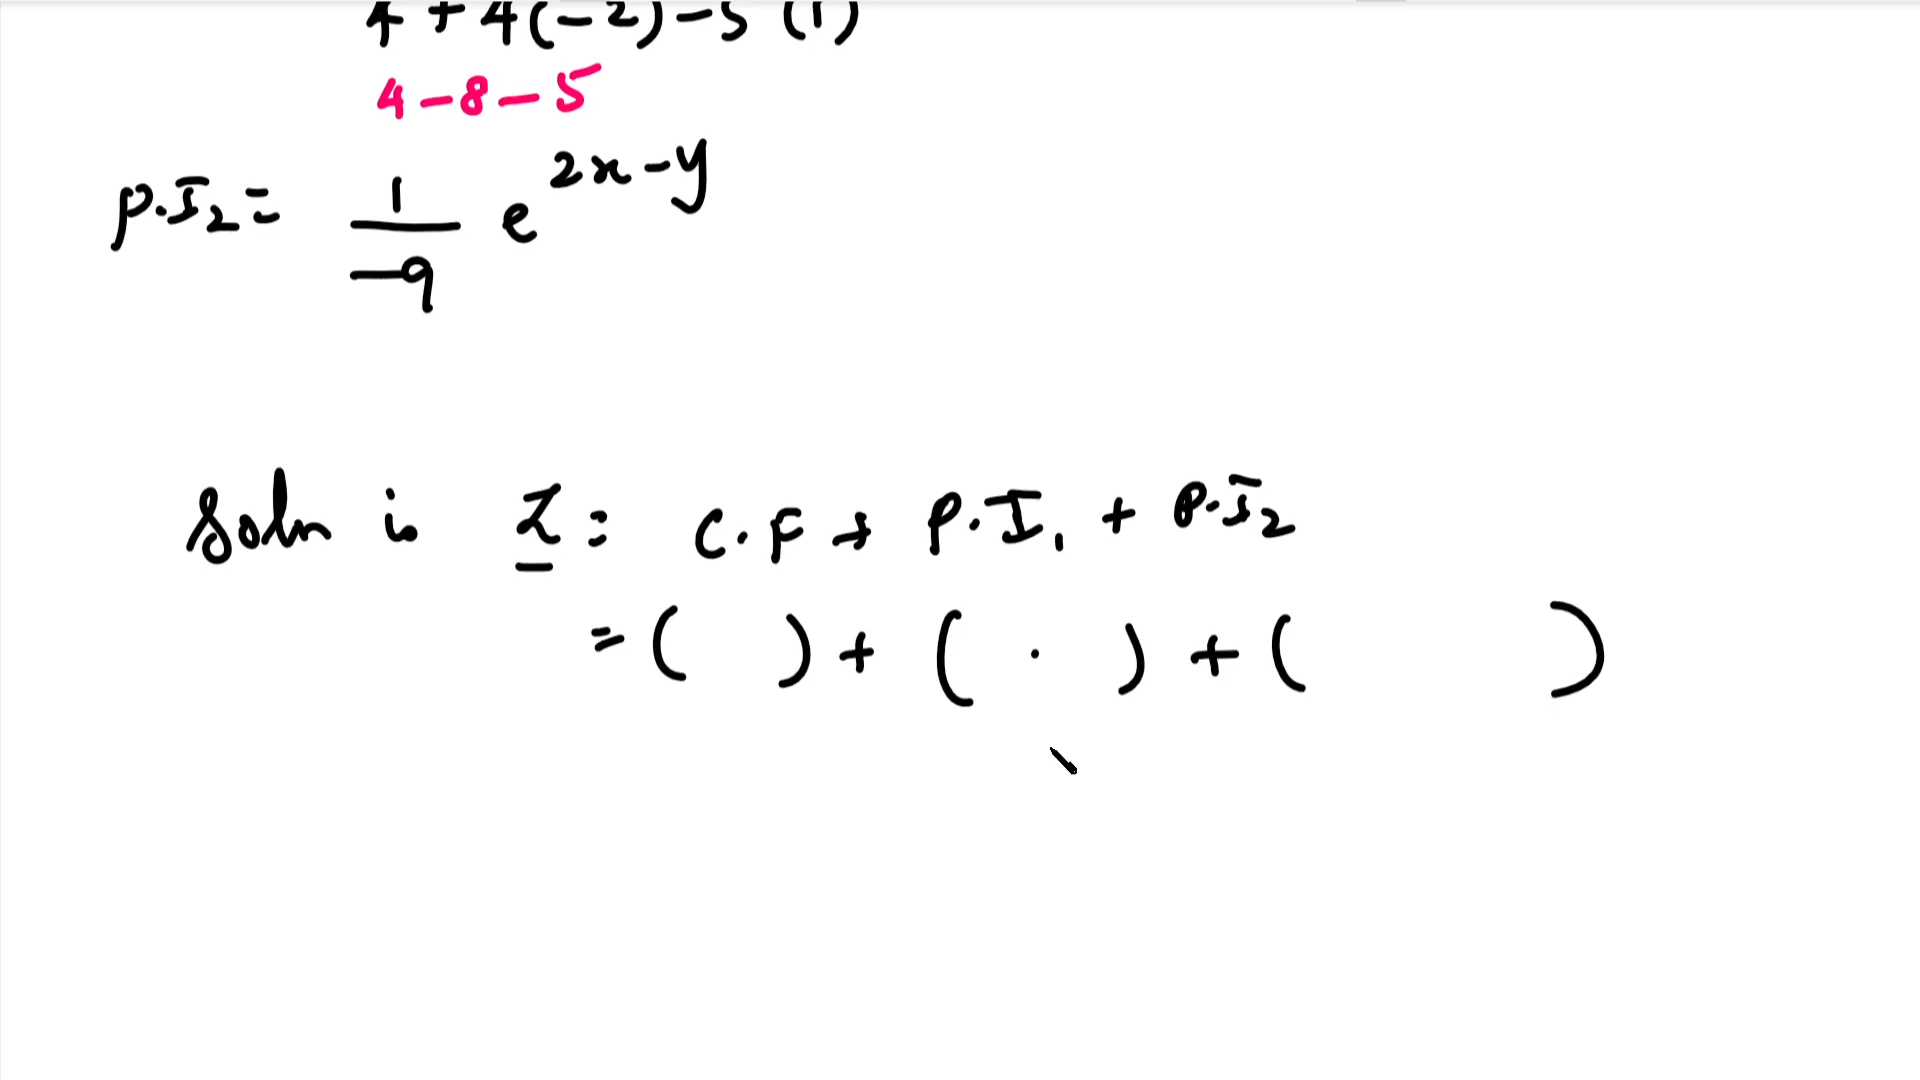 4 + 4(-2) - 5 (1)
4 - 8 - 5
P.I₂ = 1/-9 e^{2x-y}
Soln is Z = C.F + P.I₁ + P.I₂
= ( ) + ( . ) + ( )